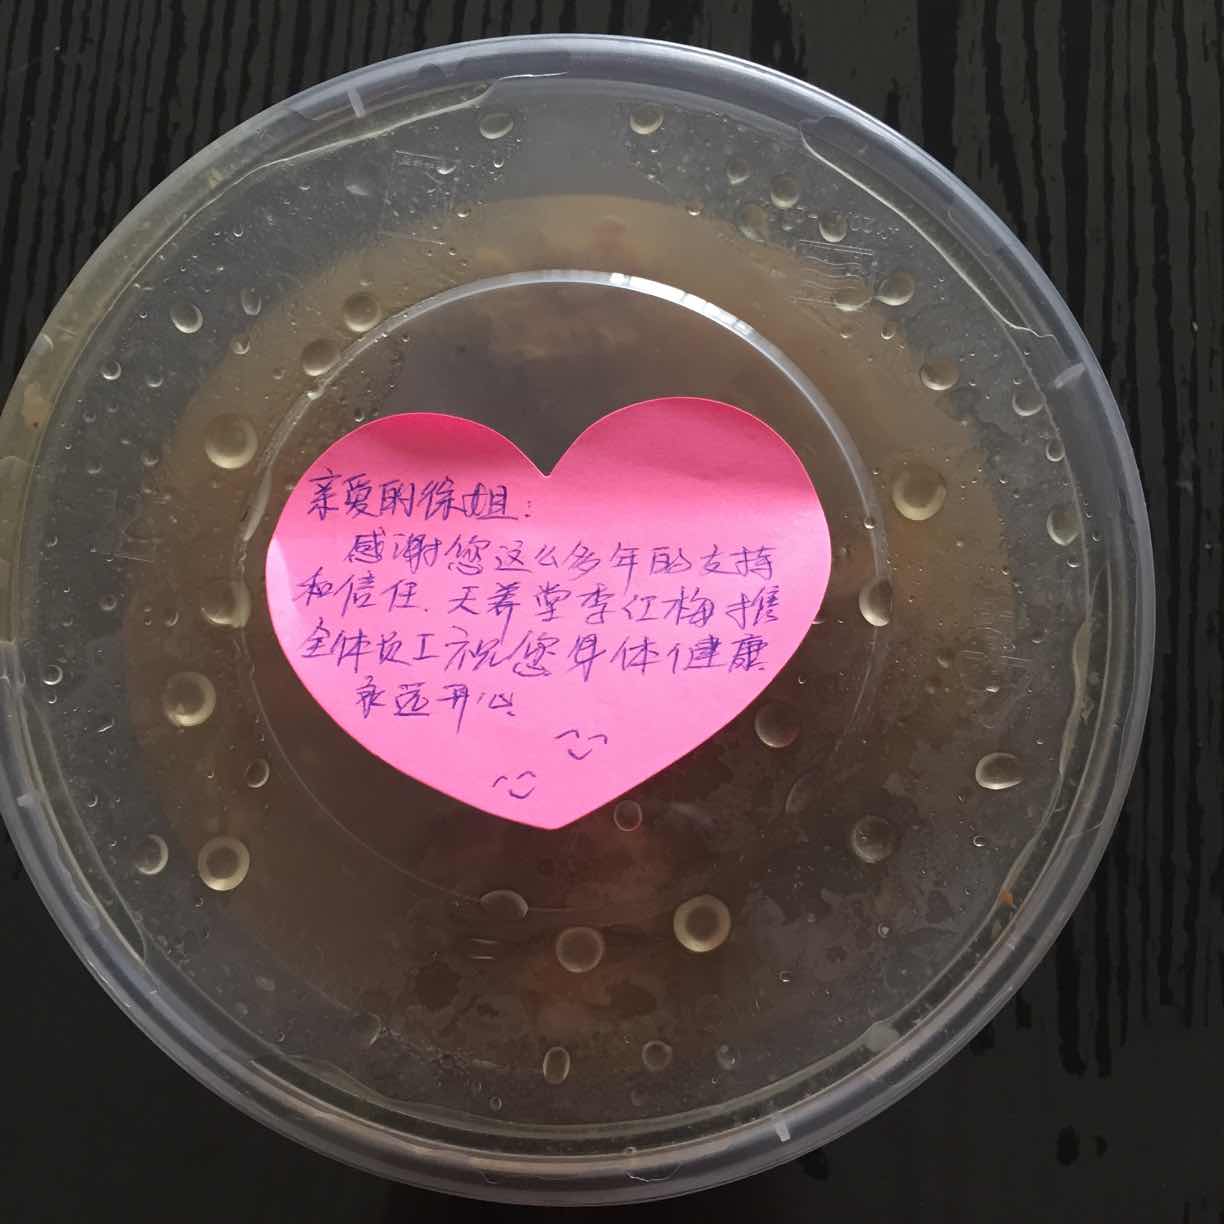 亲爱的徐姐:
感谢您这么多年的支持
和信任.天养堂李红梅携
全体员工祝您身体健康
永远开心